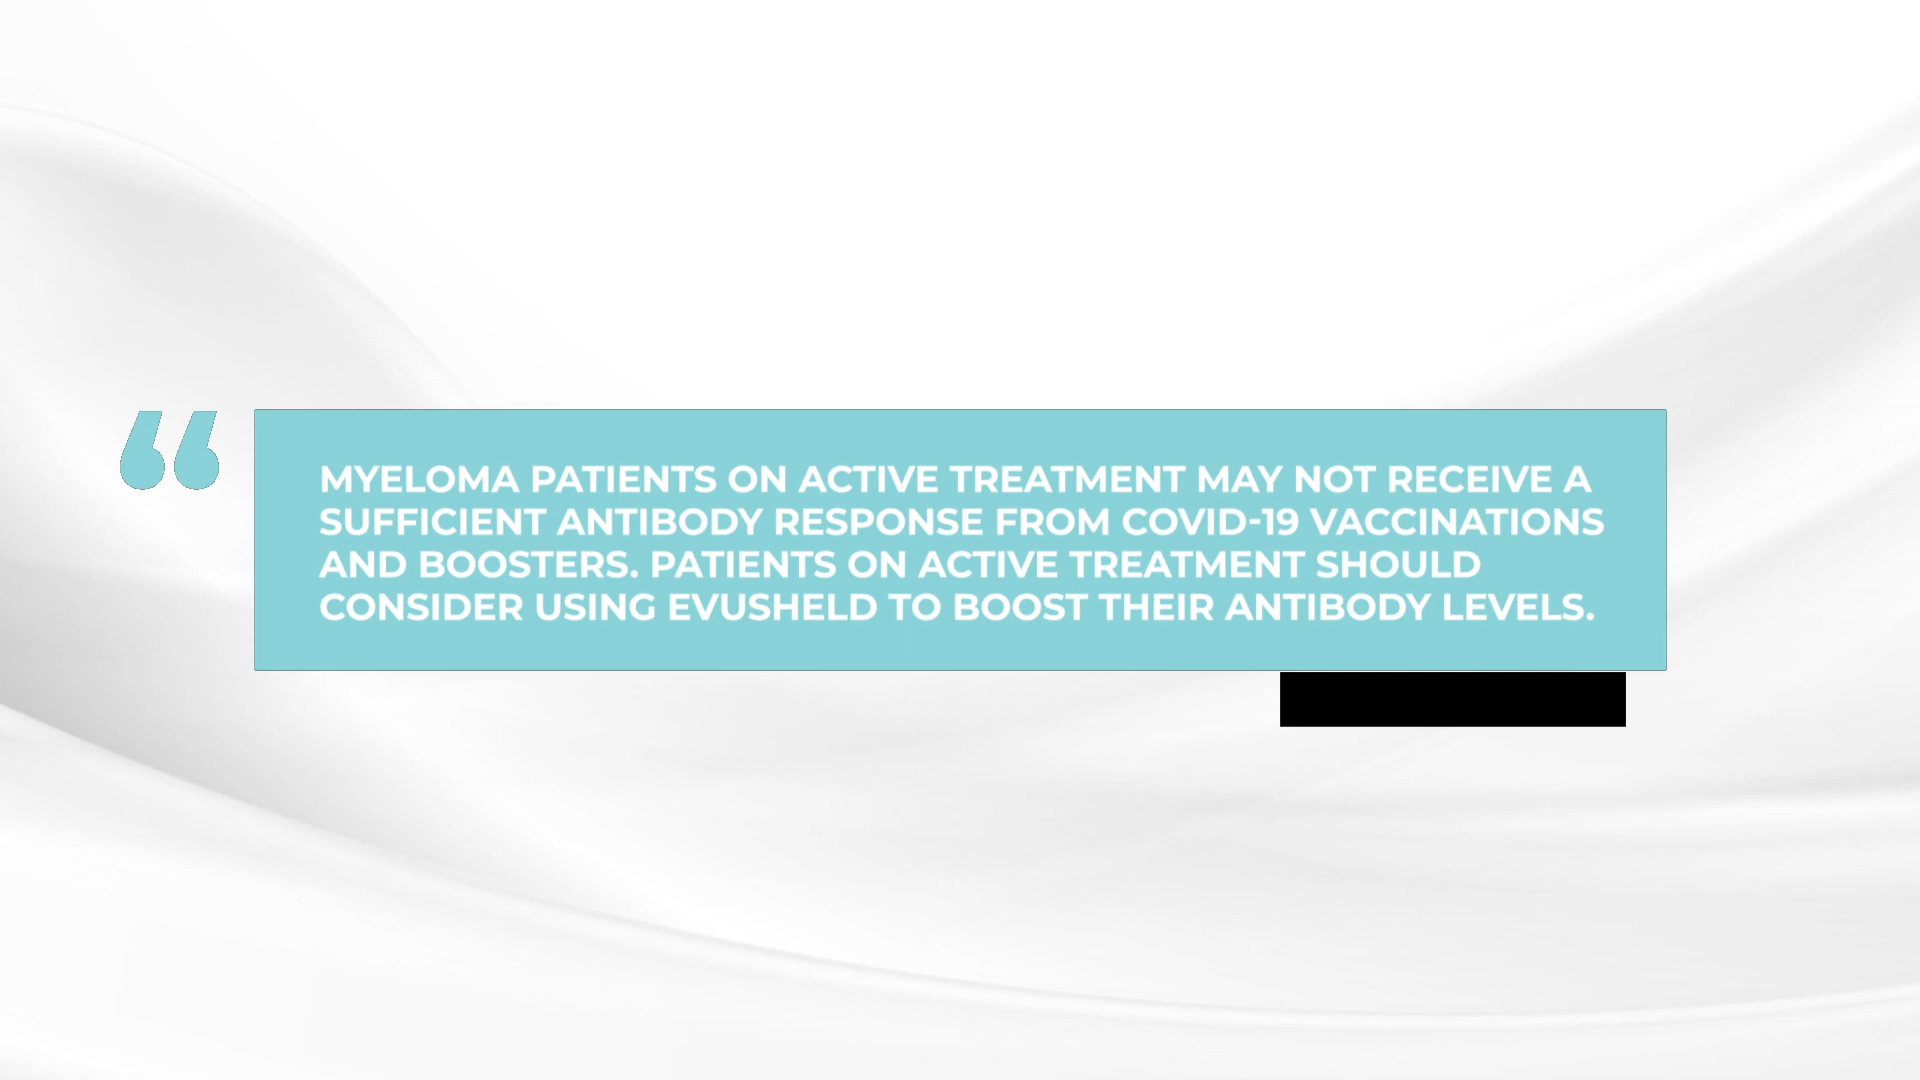 “
MYELOMA PATIENTS ON ACTIVE TREATMENT MAY NOT RECEIVE A
SUFFICIENT ANTIBODY RESPONSE FROM COVID-19 VACCINATIONS
AND BOOSTERS. PATIENTS ON ACTIVE TREATMENT SHOULD
CONSIDER USING EVUSHELD TO BOOST THEIR ANTIBODY LEVELS.